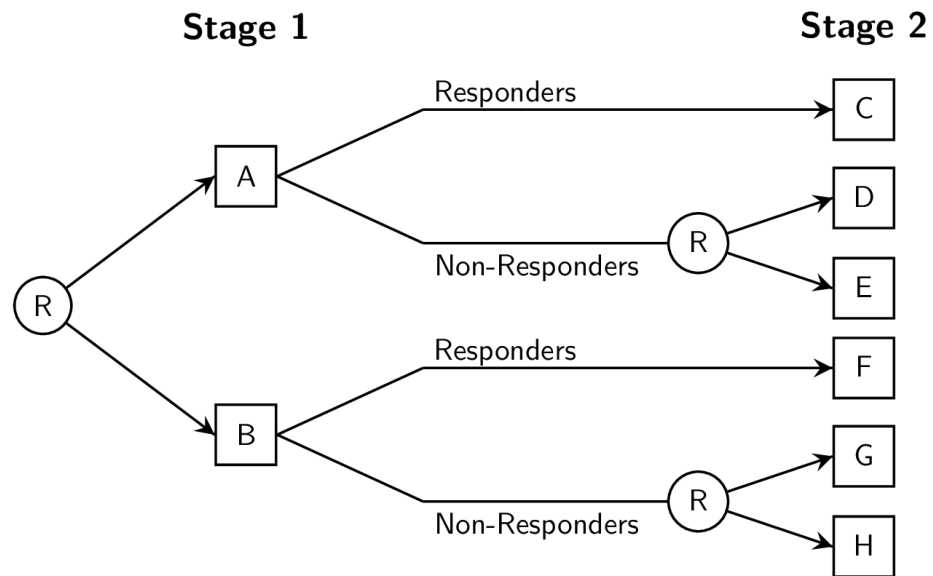 Stage 1
Stage 2
Responders
C
A
D
R
Non-Responders
E
R
Responders
F
B
G
R
Non-Responders
H